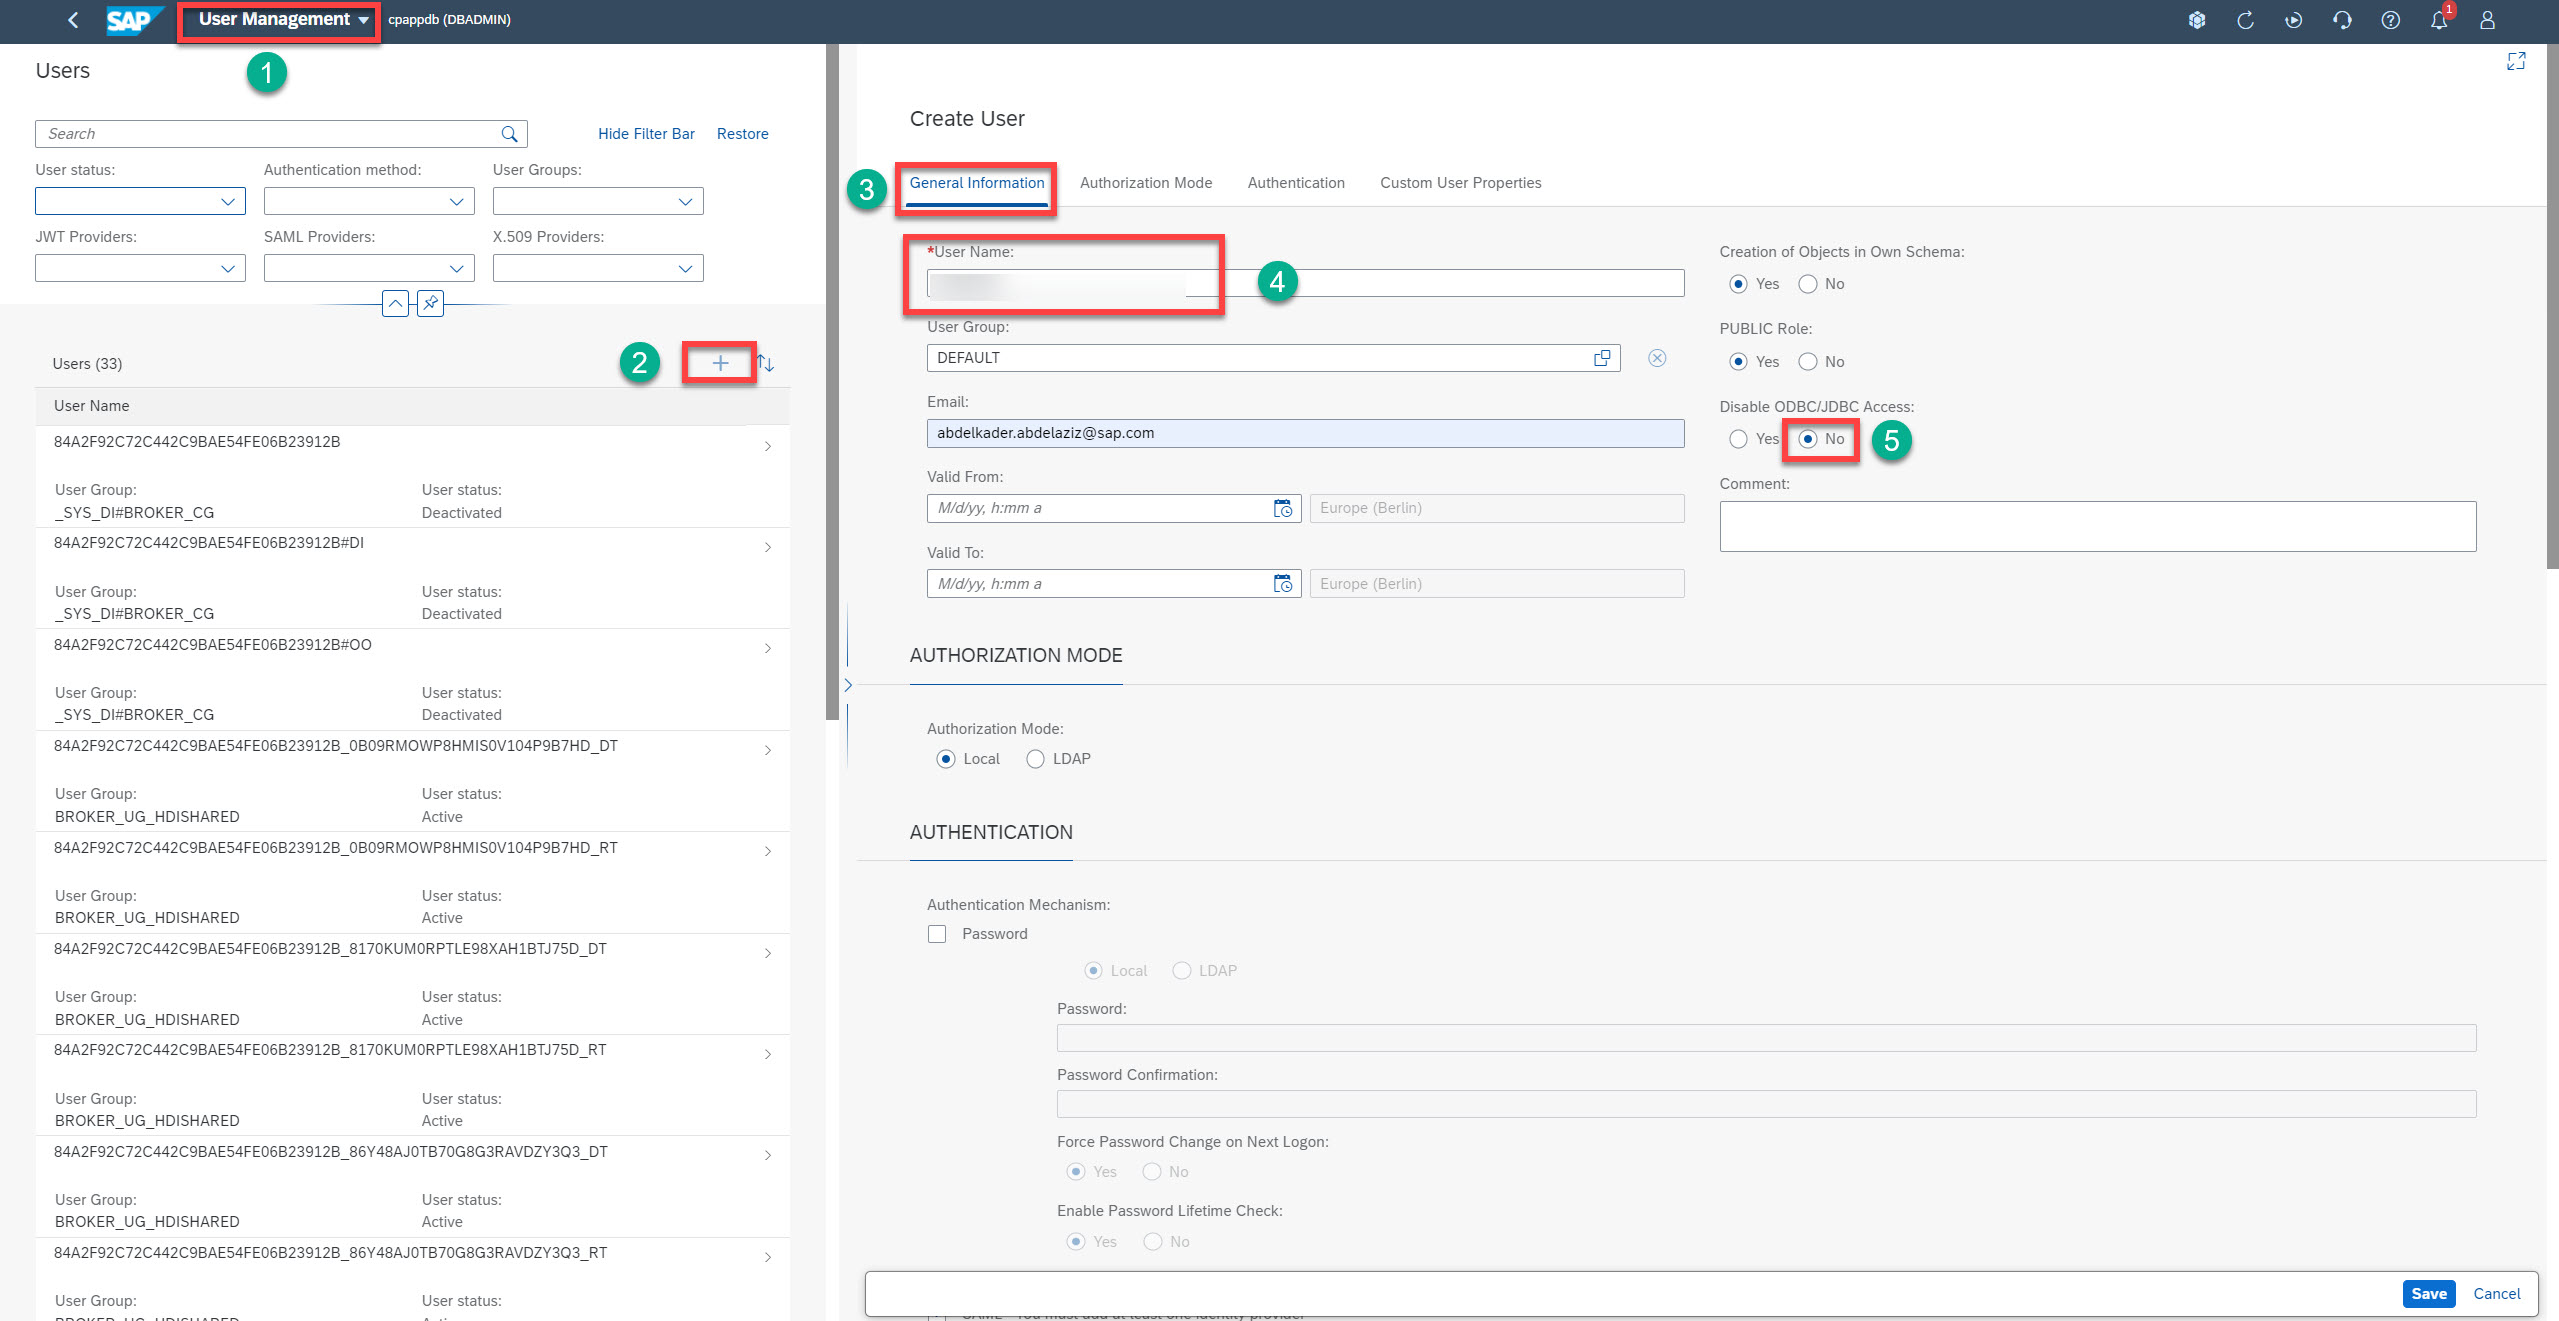 SAP User Management cpappdb (DBADMIN) 1
1
Users
Search
Hide Filter Bar Restore
User status: Authentication method: User Groups:
JWT Providers: SAML Providers: X.509 Providers:
Users (33) 2
User Name
84A2F92C72C442C9BAE54FE06B23912B
User Group: User status:
_SYS_DI#BROKER_CG Deactivated
84A2F92C72C442C9BAE54FE06B23912B#DI
User Group: User status:
_SYS_DI#BROKER_CG Deactivated
84A2F92C72C442C9BAE54FE06B23912B#OO
User Group: User status:
_SYS_DI#BROKER_CG Deactivated
84A2F92C72C442C9BAE54FE06B23912B_0B09RMOWP8HMIS0V104P9B7HD_DT
User Group: User status:
BROKER_UG_HDISHARED Active
84A2F92C72C442C9BAE54FE06B23912B_0B09RMOWP8HMIS0V104P9B7HD_RT
User Group: User status:
BROKER_UG_HDISHARED Active
84A2F92C72C442C9BAE54FE06B23912B_8170KUM0RPTLE98XAH1BTJ75D_DT
User Group: User status:
BROKER_UG_HDISHARED Active
84A2F92C72C442C9BAE54FE06B23912B_8170KUM0RPTLE98XAH1BTJ75D_RT
User Group: User status:
BROKER_UG_HDISHARED Active
84A2F92C72C442C9BAE54FE06B23912B_86Y48AJ0TB70G8G3RAVDZY3Q3_DT
User Group: User status:
BROKER_UG_HDISHARED Active
84A2F92C72C442C9BAE54FE06B23912B_86Y48AJ0TB70G8G3RAVDZY3Q3_RT
User Group: User status:
Create User
3 General Information Authorization Mode Authentication Custom User Properties
*User Name:
4
User Group:
DEFAULT
Email:
abdelkader.abdelaziz@sap.com
Valid From:
M/d/yy, h:mm a Europe (Berlin)
Valid To:
M/d/yy, h:mm a Europe (Berlin)
Creation of Objects in Own Schema:
Yes No
PUBLIC Role:
Yes No
Disable ODBC/JDBC Access:
Yes No 5
Comment:
AUTHORIZATION MODE
Authorization Mode:
Local LDAP
AUTHENTICATION
Authentication Mechanism:
Password
Local LDAP
Password:
Password Confirmation:
Force Password Change on Next Logon:
Yes No
Enable Password Lifetime Check:
Yes No
Save Cancel